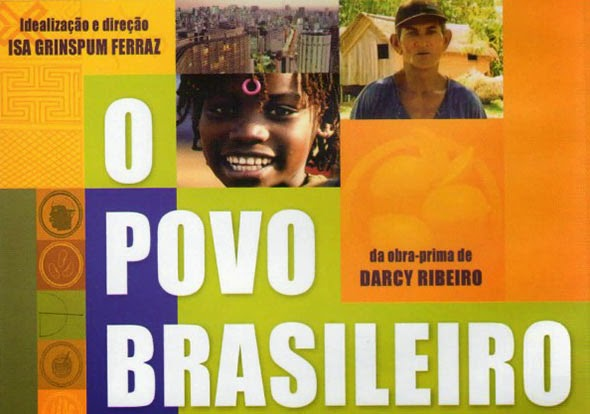 Idealização e direção
ISA GRINSPUM FERRAZ
O
POVO
BRASILEIRO
da obra-prima de
DARCY RIBEIRO